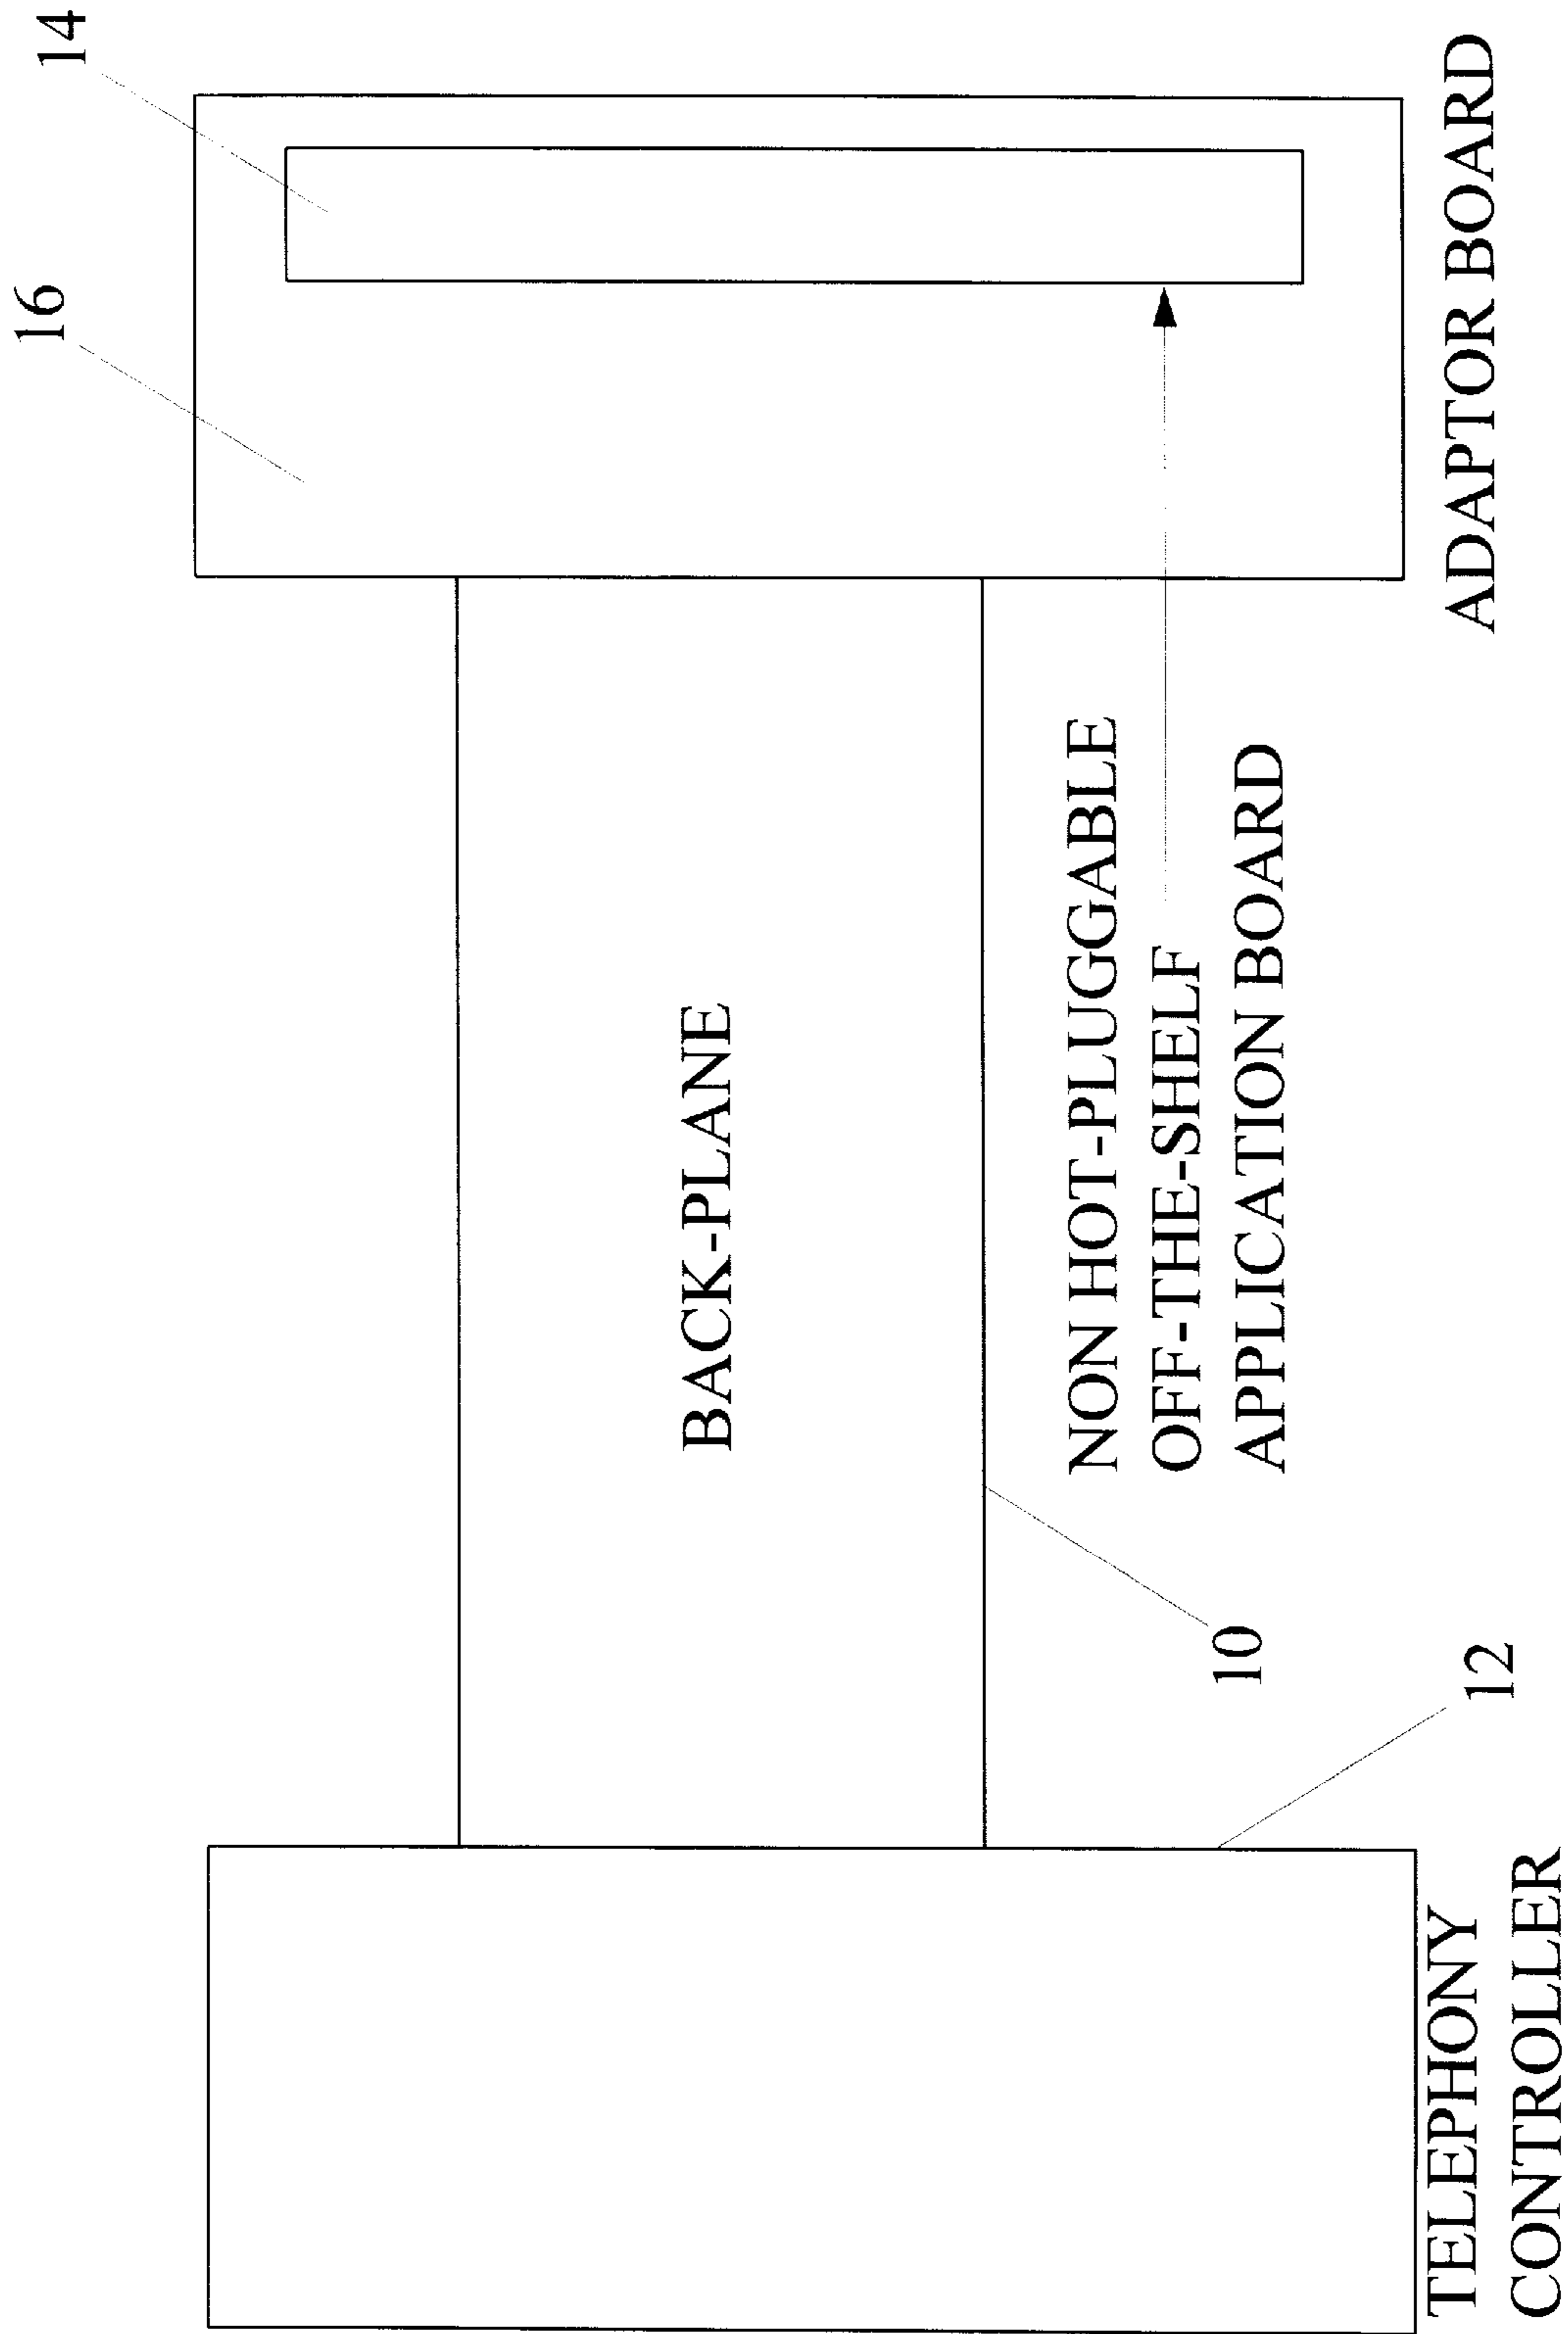 14
16
BACK-PLANE
NON HOT-PLUGGABLE
OFF-THE-SHELF
APPLICATION BOARD
10
12
TELEPHONY
CONTROLLER
ADAPTOR BOARD